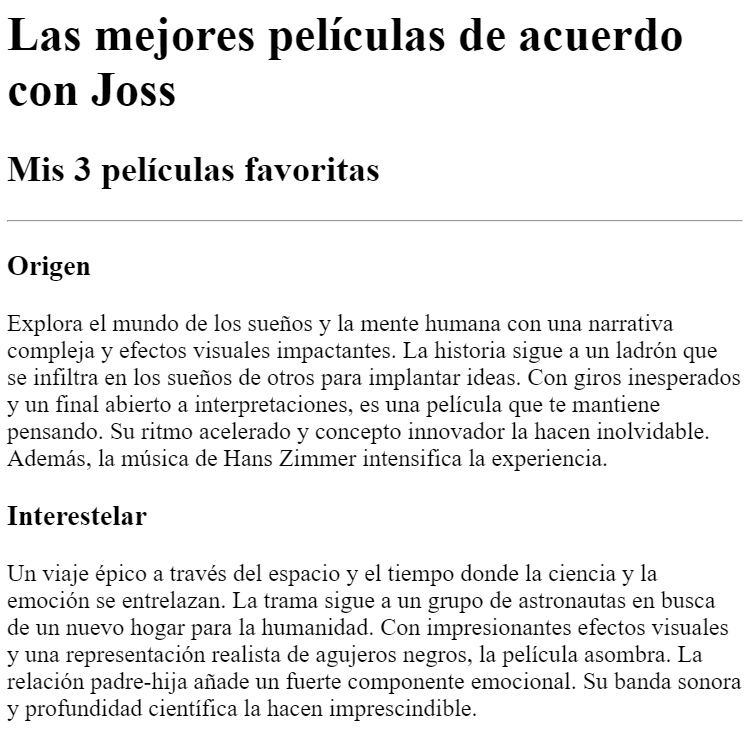 Las mejores películas de acuerdo
con Joss
Mis 3 películas favoritas
Origen
Explora el mundo de los sueños y la mente humana con una narrativa
compleja y efectos visuales impactantes. La historia sigue a un ladrón que
se infiltra en los sueños de otros para implantar ideas. Con giros inesperados
y un final abierto a interpretaciones, es una película que te mantiene
pensando. Su ritmo acelerado y concepto innovador la hacen inolvidable.
Además, la música de Hans Zimmer intensifica la experiencia.
Interestelar
Un viaje épico a través del espacio y el tiempo donde la ciencia y la
emoción se entrelazan. La trama sigue a un grupo de astronautas en busca
de un nuevo hogar para la humanidad. Con impresionantes efectos visuales
y una representación realista de agujeros negros, la película asombra. La
relación padre-hija añade un fuerte componente emocional. Su banda sonora
y profundidad científica la hacen imprescindible.